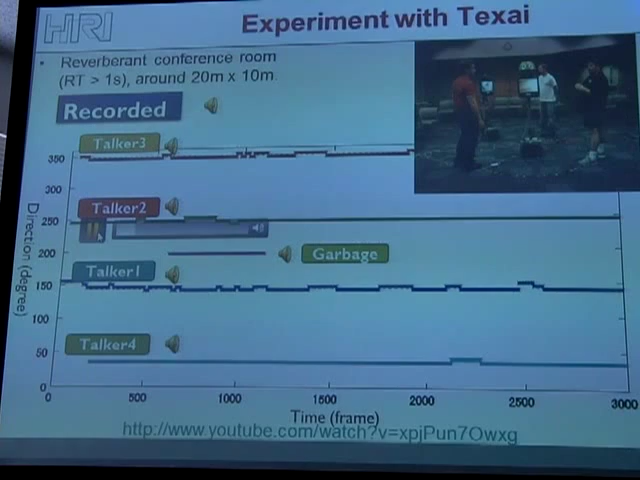 HRI
Experiment with Texai
• Reverberant conference room
(RT > 1s), around 20m x 10m
Recorded
Talker3
350
300
Talker2
250
200
Garbage
Talker1
150
100
Talker4
50
0
Direction (degree)
0 500 1000 1500 2000 2500 3000
Time (frame)
http://www.youtube.com/watch?v=xpjPun7Owxg